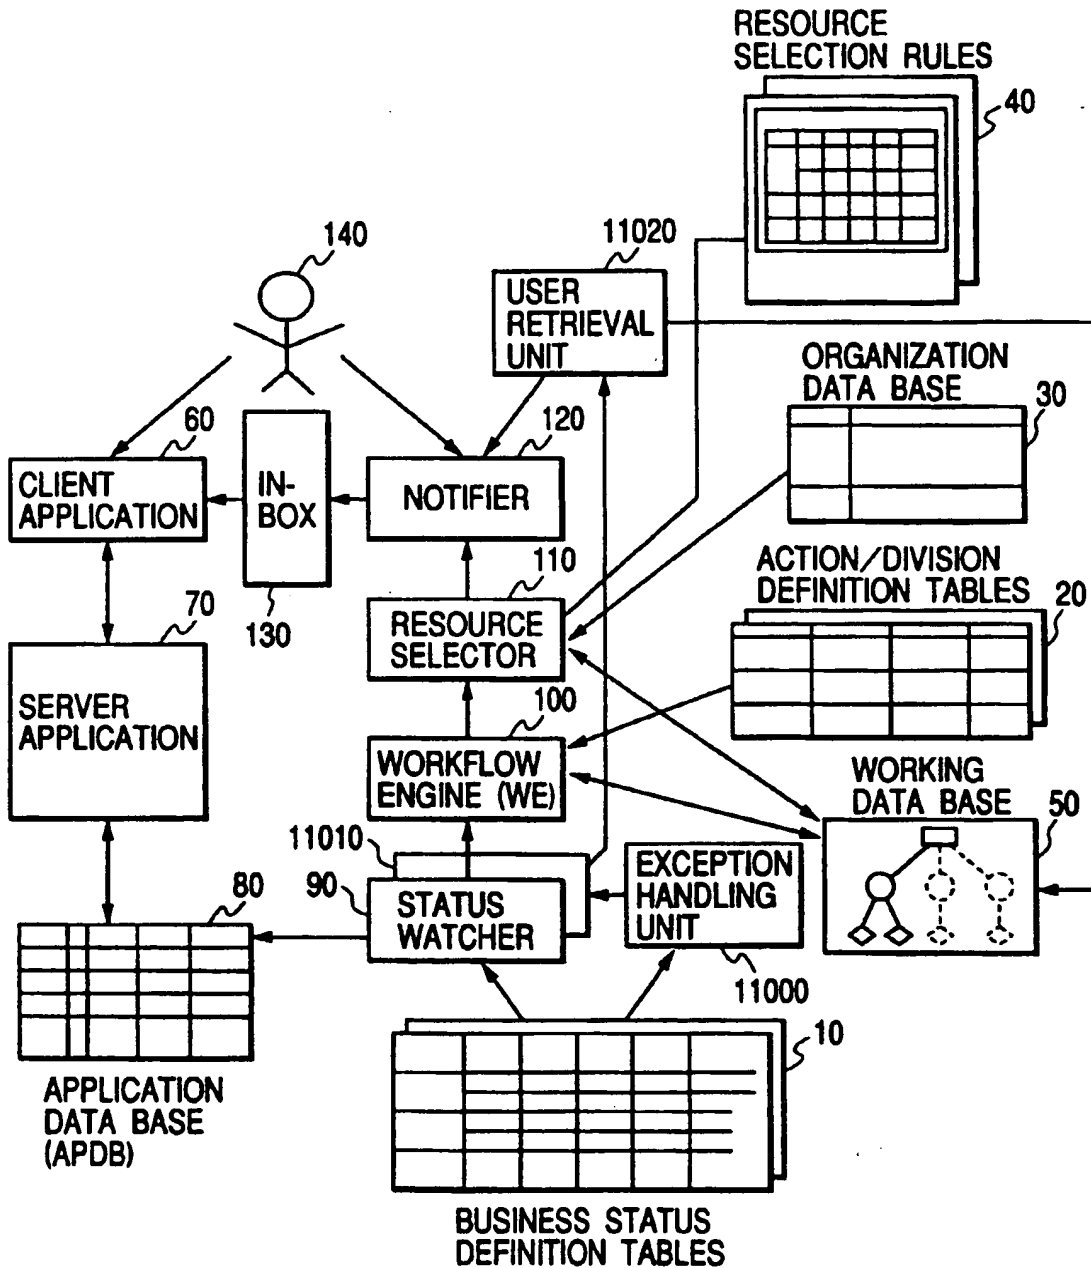 RESOURCE
SELECTION RULES
40
140
11020
USER
RETRIEVAL
UNIT
ORGANIZATION
DATA BASE
30
60
120
CLIENT
APPLICATION
IN-
BOX
NOTIFIER
ACTION/DIVISION
DEFINITION TABLES
20
110
70
130
RESOURCE
SELECTOR
SERVER
APPLICATION
100
WORKFLOW
ENGINE (WE)
WORKING
DATA BASE
50
11010
90
STATUS
WATCHER
EXCEPTION
HANDLING
UNIT
80
11000
10
APPLICATION
DATA BASE
(APDB)
BUSINESS STATUS
DEFINITION TABLES